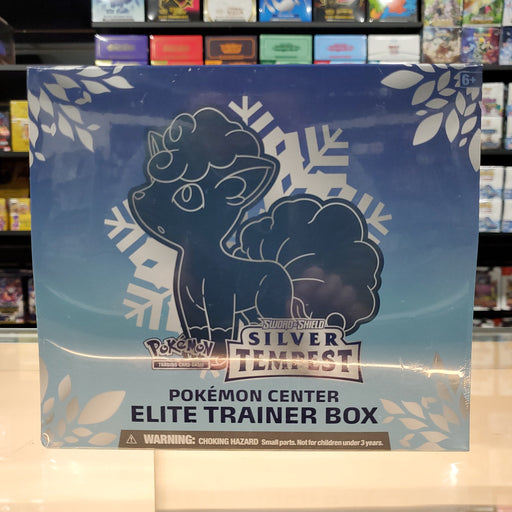 6+
Pokémon
TRADING CARD GAME
SWORD & SHIELD
SILVER
TEMPEST
POKÉMON CENTER
ELITE TRAINER BOX
WARNING: CHOKING HAZARD Small parts. Not for children under 3 years.